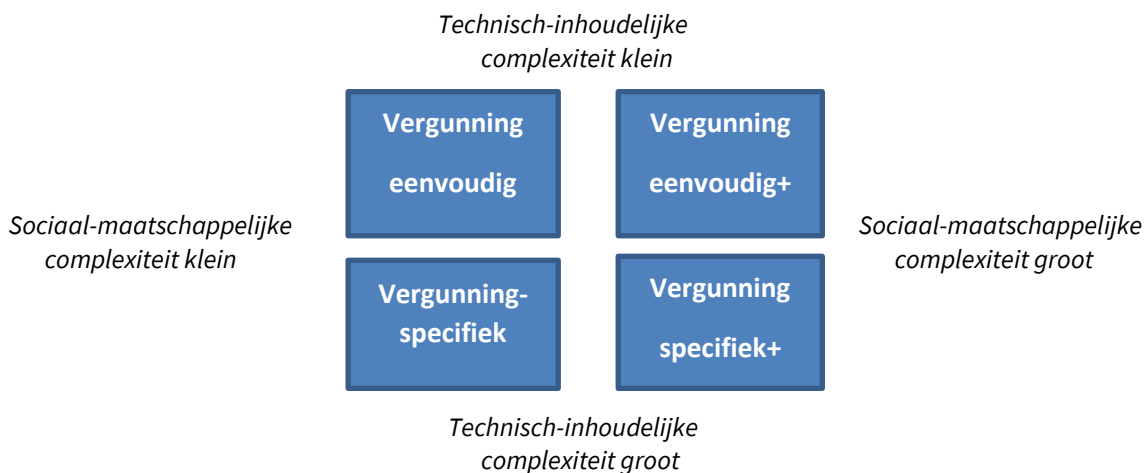 Technisch-inhoudelijke
complexiteit klein
Vergunning
eenvoudig
Vergunning
eenvoudig+
Sociaal-maatschappelijke
complexiteit klein
Sociaal-maatschappelijke
complexiteit groot
Vergunning-
specifiek
Vergunning
specifiek+
Technisch-inhoudelijke
complexiteit groot